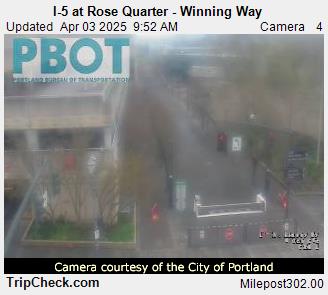 I-5 at Rose Quarter - Winning Way
Updated Apr 03 2025 9:52 AM Camera 4
PBOT
PORTLAND BUREAU OF TRANSPORTATION
Camera courtesy of the City of Portland
TripCheck.com Milepost302.00